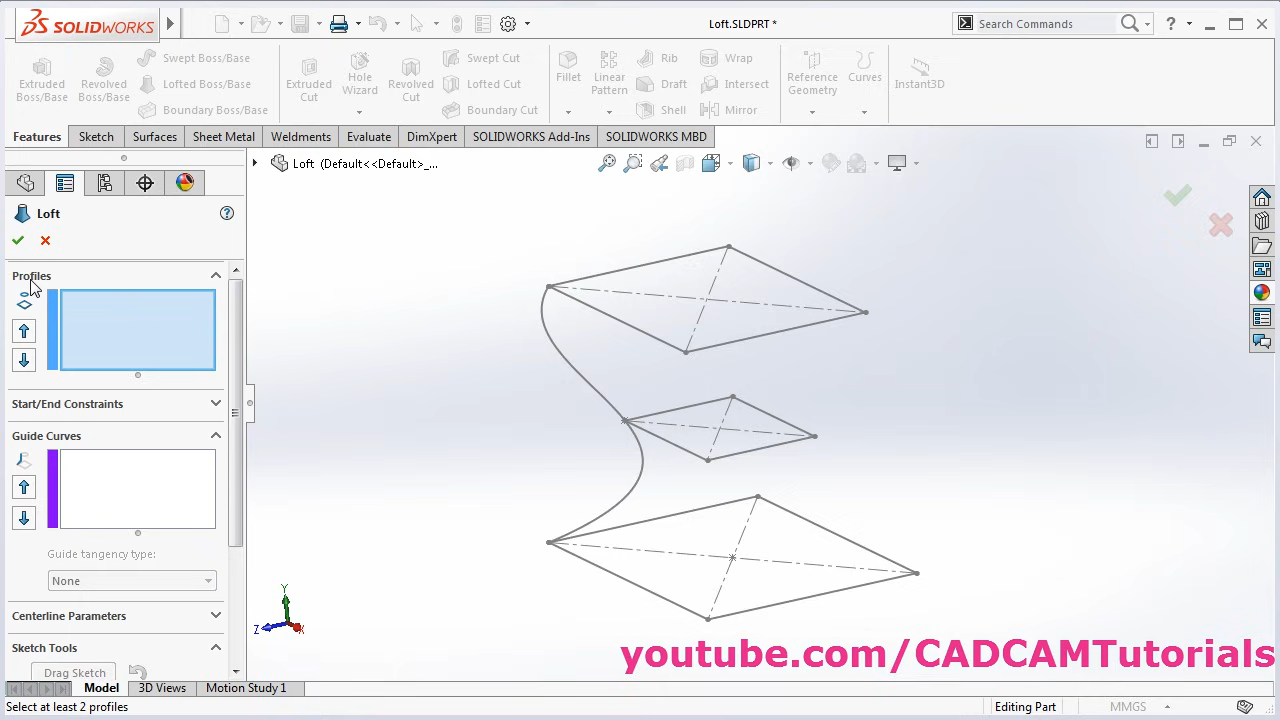 SOLIDWORKS
Loft.SLDPRT *
Search Commands
?
Extruded Boss/Base
Revolved Boss/Base
Swept Boss/Base
Lofted Boss/Base
Boundary Boss/Base
Extruded Cut
Hole Wizard
Revolved Cut
Swept Cut
Lofted Cut
Boundary Cut
Fillet
Linear Pattern
Rib
Draft
Shell
Wrap
Intersect
Mirror
Reference Geometry
Curves
Instant3D
Features
Sketch
Surfaces
Sheet Metal
Weldments
Evaluate
DimXpert
SOLIDWORKS Add-Ins
SOLIDWORKS MBD
Loft (Default<<Default>_...
Loft
?
Profiles
Start/End Constraints
Guide Curves
Guide tangency type:
None
Centerline Parameters
Sketch Tools
Drag Sketch
Y
Z
X
youtube.com/CADCAMTutorials
Model
3D Views
Motion Study 1
Select at least 2 profiles
Editing Part
MMGS